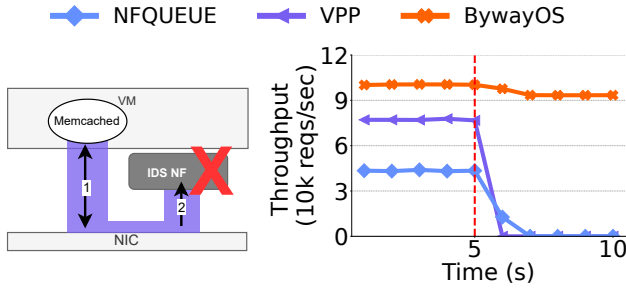 NFQUEUE VPP BywayOS
VM
Memcached
1
IDS NF
2
NIC
Throughput
(10k reqs/sec)
12
9
6
3
0
5
10
Time (s)